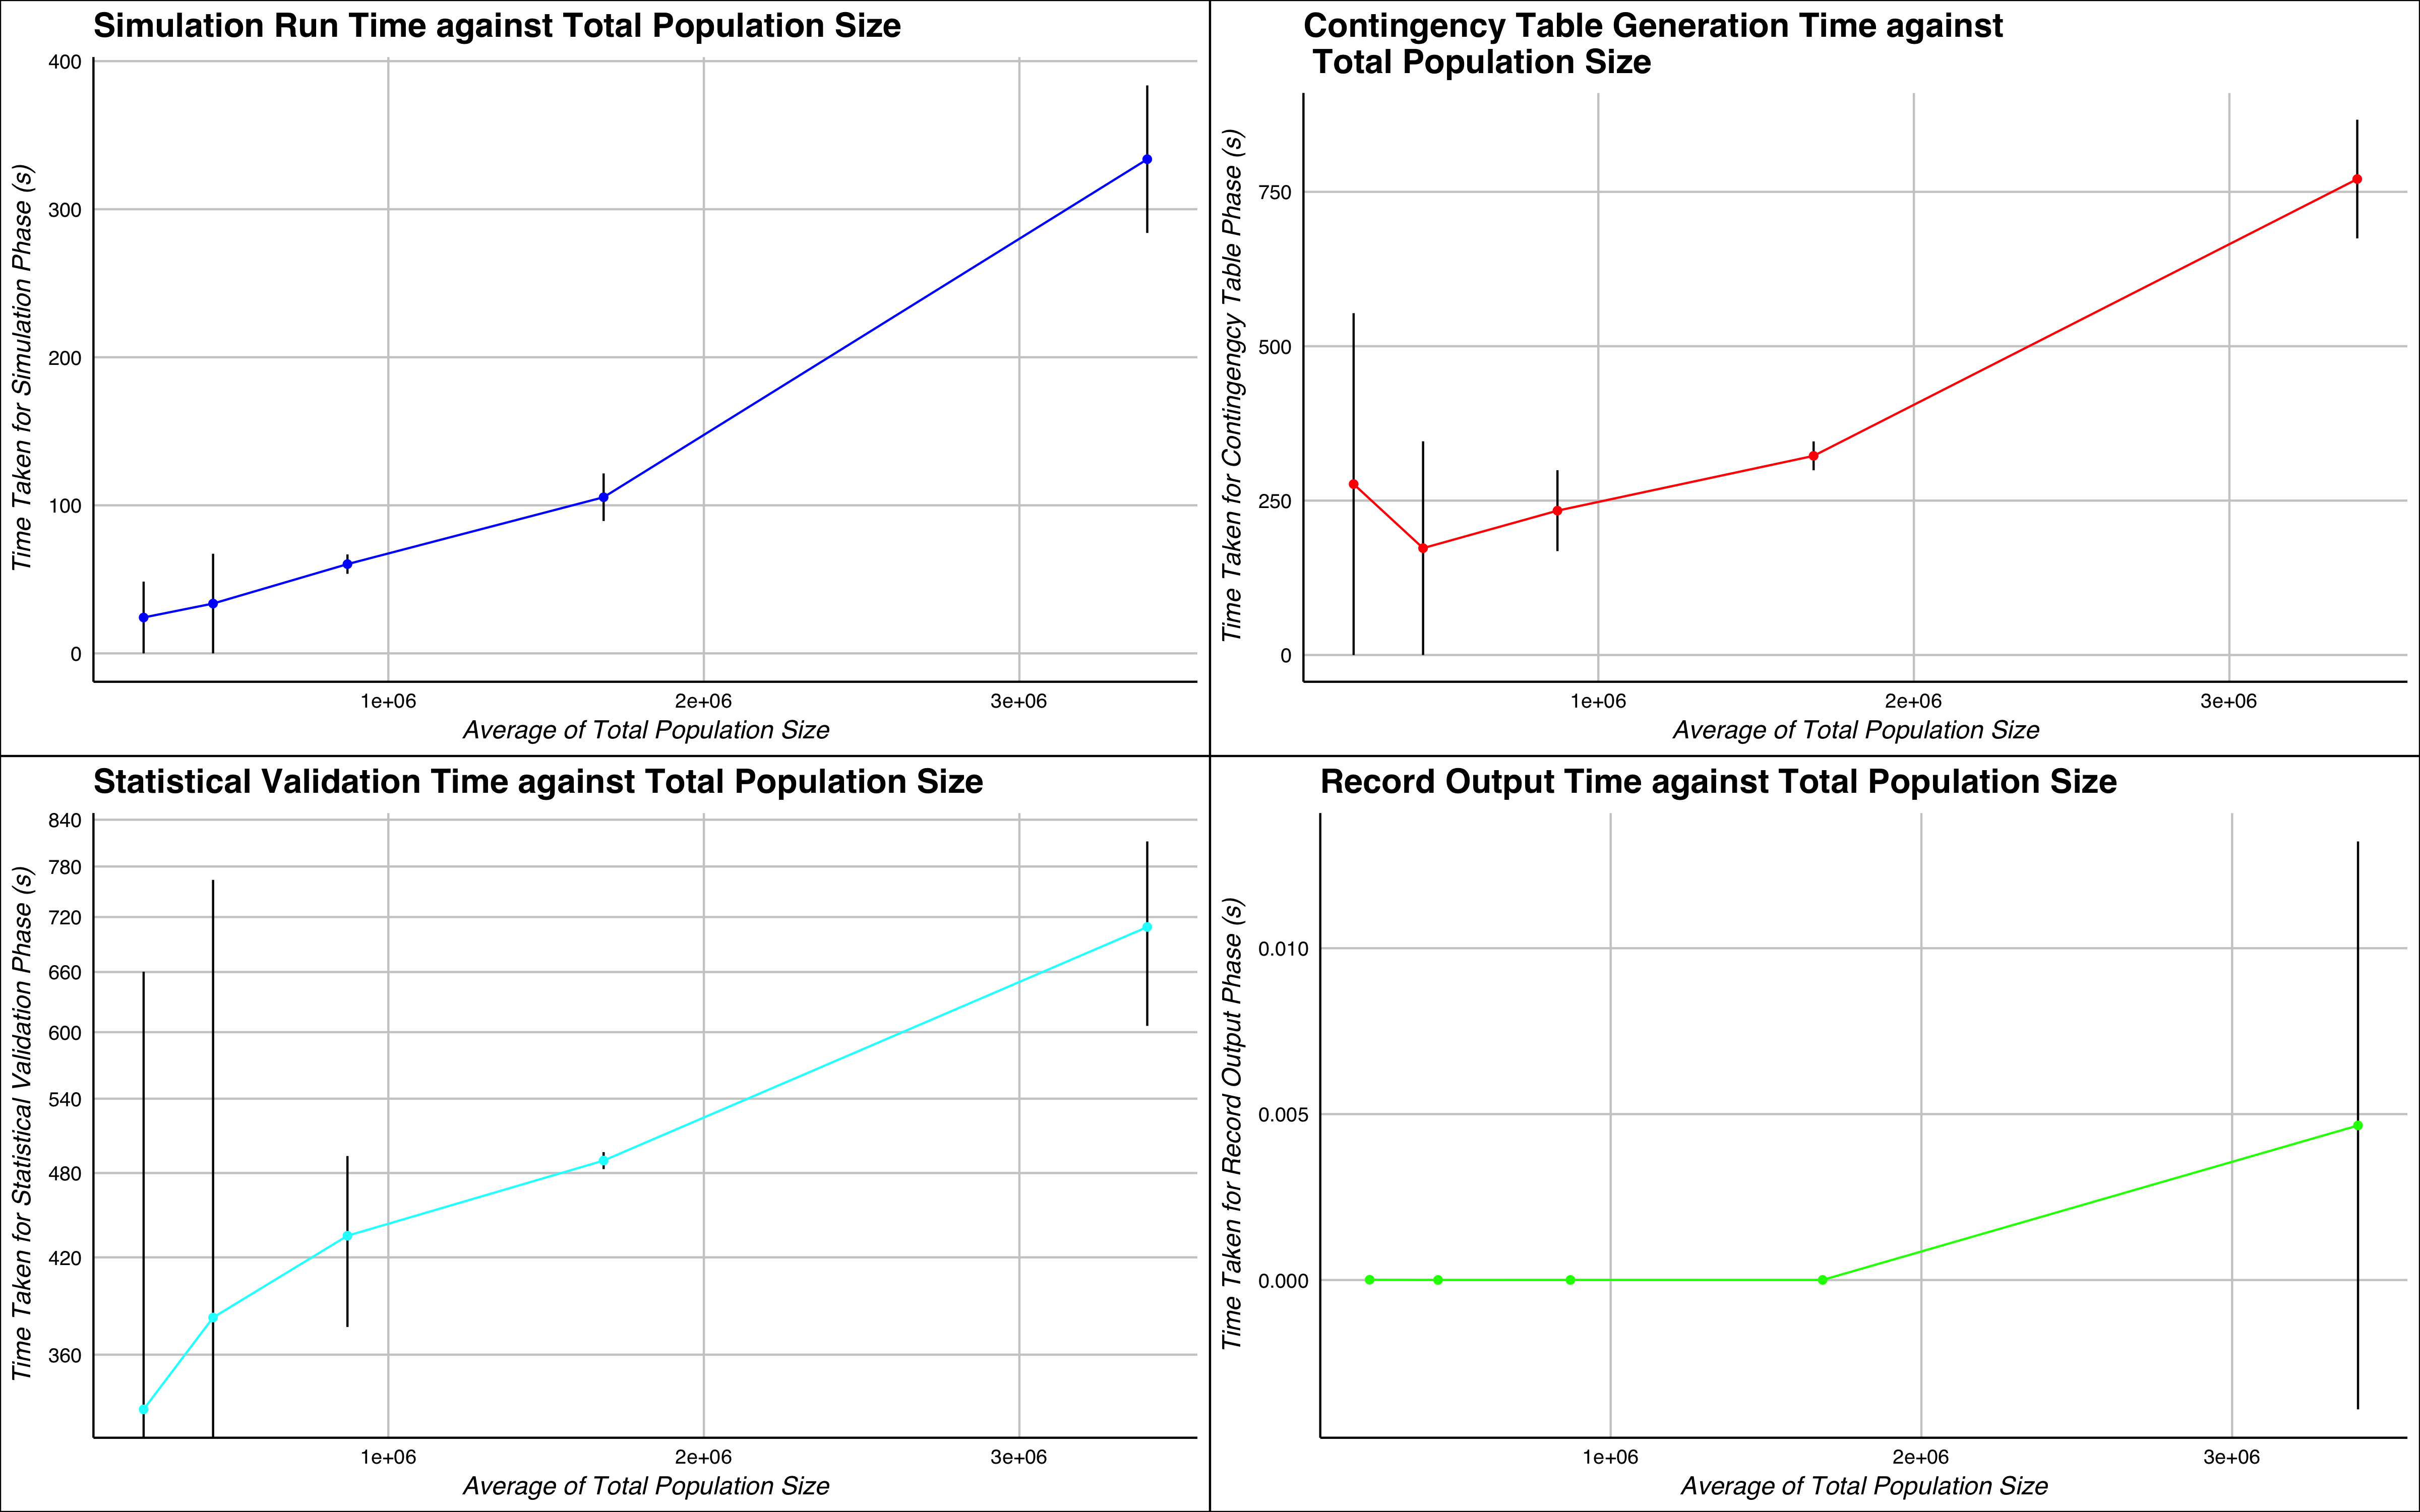 Simulation Run Time against Total Population Size
Time Taken for Simulation Phase (s)
400
300
200
100
0
1e+06 2e+06 3e+06
Average of Total Population Size
Contingency Table Generation Time against
Total Population Size
Time Taken for Contingengcy Table Phase (s)
750
500
250
0
1e+06 2e+06 3e+06
Average of Total Population Size
Statistical Validation Time against Total Population Size
Time Taken for Statistical Validation Phase (s)
840
780
720
660
600
540
480
420
360
1e+06 2e+06 3e+06
Average of Total Population Size
Record Output Time against Total Population Size
Time Taken for Record Output Phase (s)
0.010
0.005
0.000
1e+06 2e+06 3e+06
Average of Total Population Size